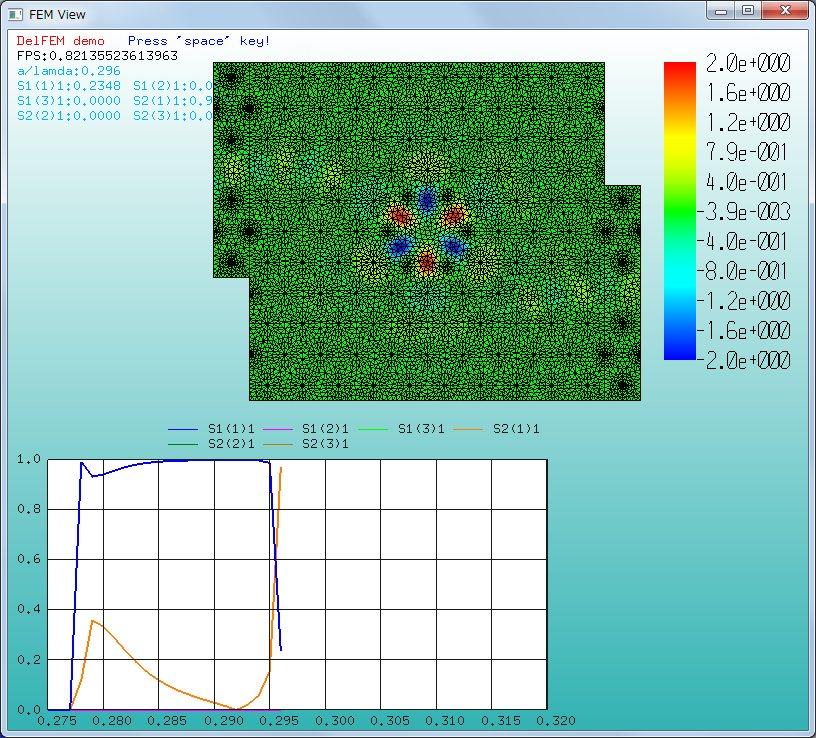 FEM View
DelFEM demo Press "space" key!
FPS:0.82135523613963
a/lamda:0.296
S1(1)1:0.2348 S1(2)1:0.0
S1(3)1:0.0000 S2(1)1:0.9
S2(2)1:0.0000 S2(3)1:0.0
2.0e+000
1.6e+000
1.2e+000
7.9e-001
4.0e-001
-3.9e-003
-4.0e-001
-8.0e-001
-1.2e+000
-1.6e+000
-2.0e+000
S1(1)1 S1(2)1 S1(3)1 S2(1)1
S2(2)1 S2(3)1
1.0
0.8
0.6
0.4
0.2
0.0
0.275 0.280 0.285 0.290 0.295 0.300 0.305 0.310 0.315 0.320